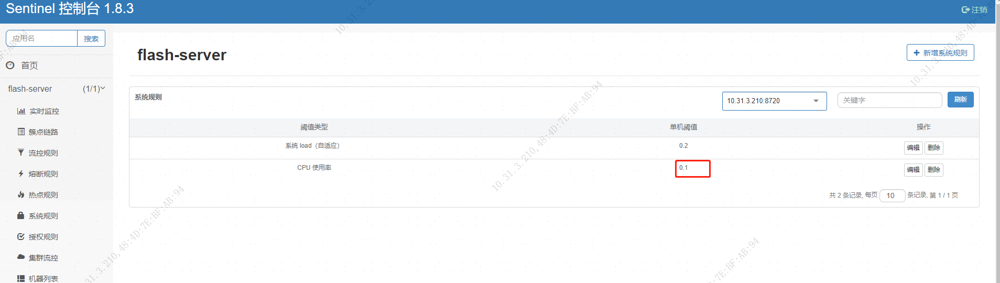 Sentinel 控制台 1.8.3
注销
应用名 搜索
flash-server
新增系统规则
首页
flash-server (1/1)
实时监控
簇点链路
流控规则
熔断规则
热点规则
系统规则
授权规则
集群流控
机器列表
系统规则
10.31.3.210:8720 关键字 刷新
阈值类型 单机阈值 操作
系统 load（自适应） 0.2 编辑 删除
CPU 使用率 0.1 编辑 删除
共 2 条记录, 每页 10 条记录, 第 1 / 1 页
10.31.3.210,48:4D:7E:BF:AB:94